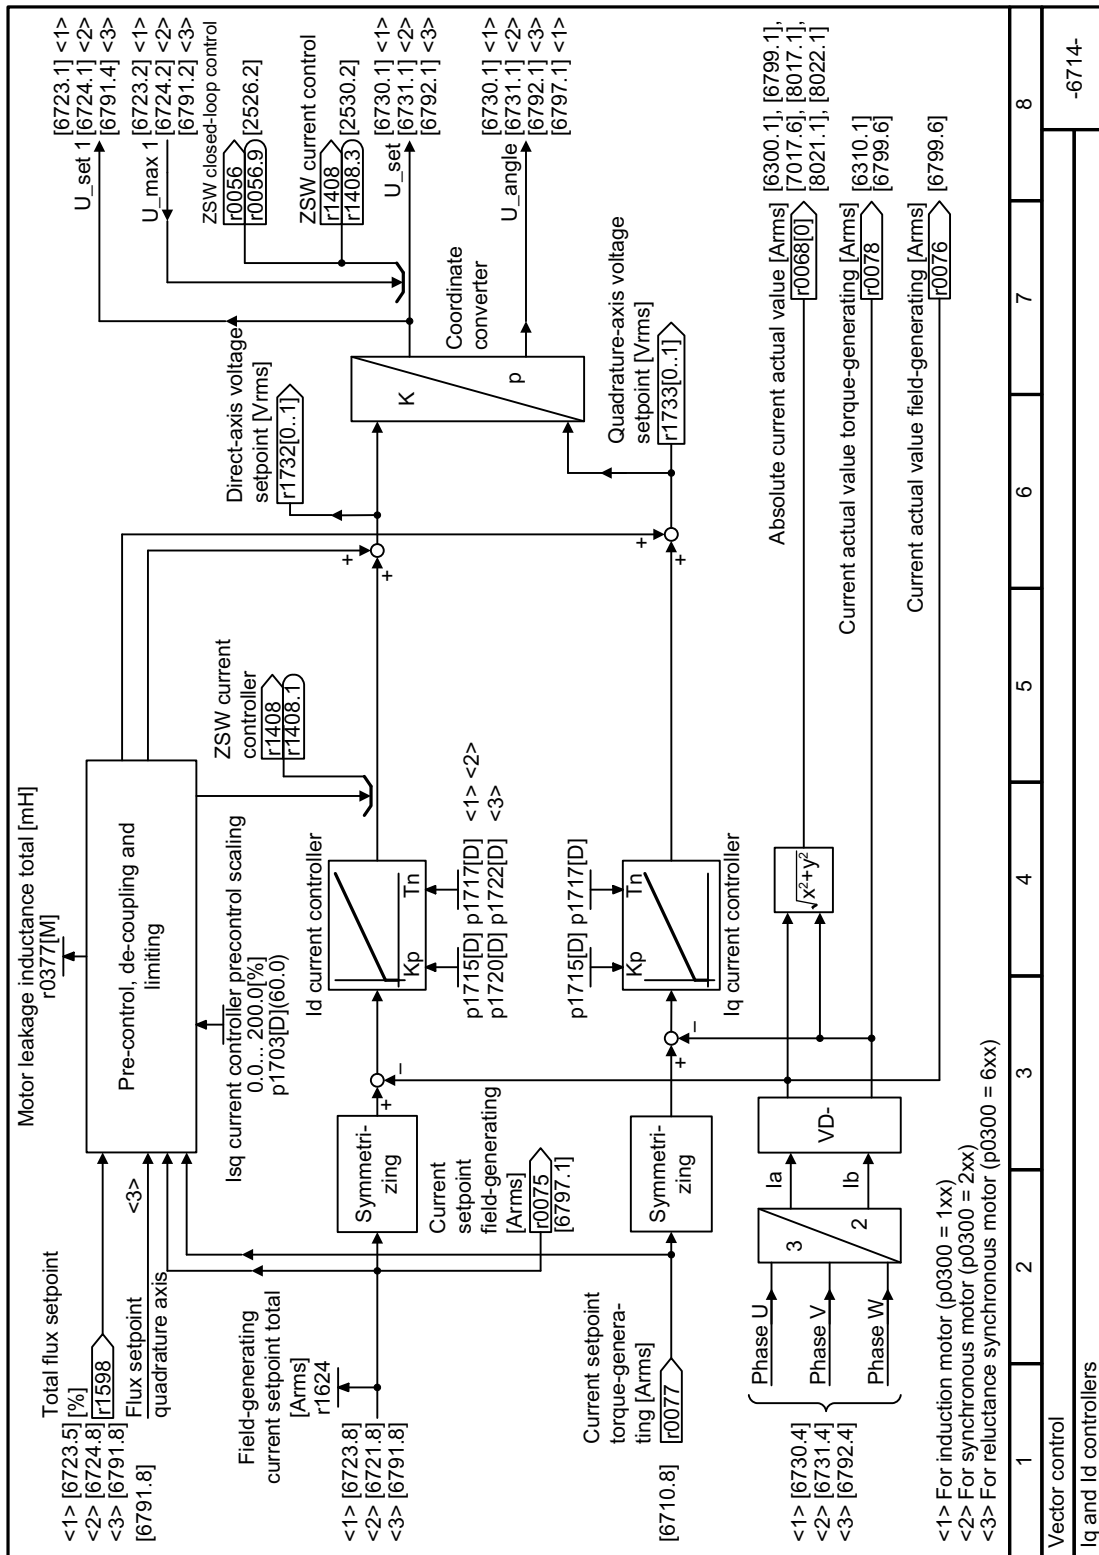 Total flux setpoint
[%]
<1> [6723.5]
<2> [6724.8]
<3> [6791.8]
r1598
[6791.8]
Flux setpoint
quadrature axis
<3>
Motor leakage inductance total [mH]
r0377[M]
Pre-control, de-coupling and
limiting
Isq current controller precontrol scaling
0.0... 200.0[%]
p1703[D](60.0)
ZSW current
controller
r1408
r1408.1
Direct-axis voltage
setpoint [Vrms]
r1732[0..1]
U_set 1
[6723.1] <1>
[6724.1] <2>
[6791.4] <3>
U_max 1
[6723.2] <1>
[6724.2] <2>
[6791.2] <3>
ZSW closed-loop control
r0056
r0056.9
[2526.2]
ZSW current control
r1408
r1408.3
[2530.2]
U_set
[6730.1] <1>
[6731.1] <2>
[6792.1] <3>
U_angle
[6730.1] <1>
[6731.1] <2>
[6792.1] <3>
[6797.1] <1>
Field-generating
current setpoint total
[Arms]
r1624
<1> [6723.8]
<2> [6721.8]
<3> [6791.8]
Symmetri-
zing
+
–
Id current controller
Kp
Tn
p1715[D] p1717[D] <1> <2>
p1720[D] p1722[D] <3>
+
+
K
p
Coordinate
converter
Current
setpoint
field-generating
[Arms]
r0075
[6797.1]
Quadrature-axis voltage
setpoint [Vrms]
r1733[0..1]
Current setpoint
torque-genera-
ting [Arms]
r0077
[6710.8]
Symmetri-
zing
+
–
p1715[D] p1717[D]
Kp
Tn
Iq current controller
+
+
<1> [6730.4]
<2> [6731.4]
<3> [6792.4]
Phase U
Phase V
Phase W
3
2
Ia
Ib
VD-
√x²+y²
Absolute current actual value [Arms]
r0068[0]
[6300.1], [6799.1],
[7017.6], [8017.1],
[8021.1], [8022.1]
Current actual value torque-generating [Arms]
r0078
[6310.1]
[6799.6]
Current actual value field-generating [Arms]
r0076
[6799.6]
<1> For induction motor (p0300 = 1xx)
<2> For synchronous motor (p0300 = 2xx)
<3> For reluctance synchronous motor (p0300 = 6xx)
1 2 3 4 5 6 7 8
Vector control
Iq and Id controllers
-6714-